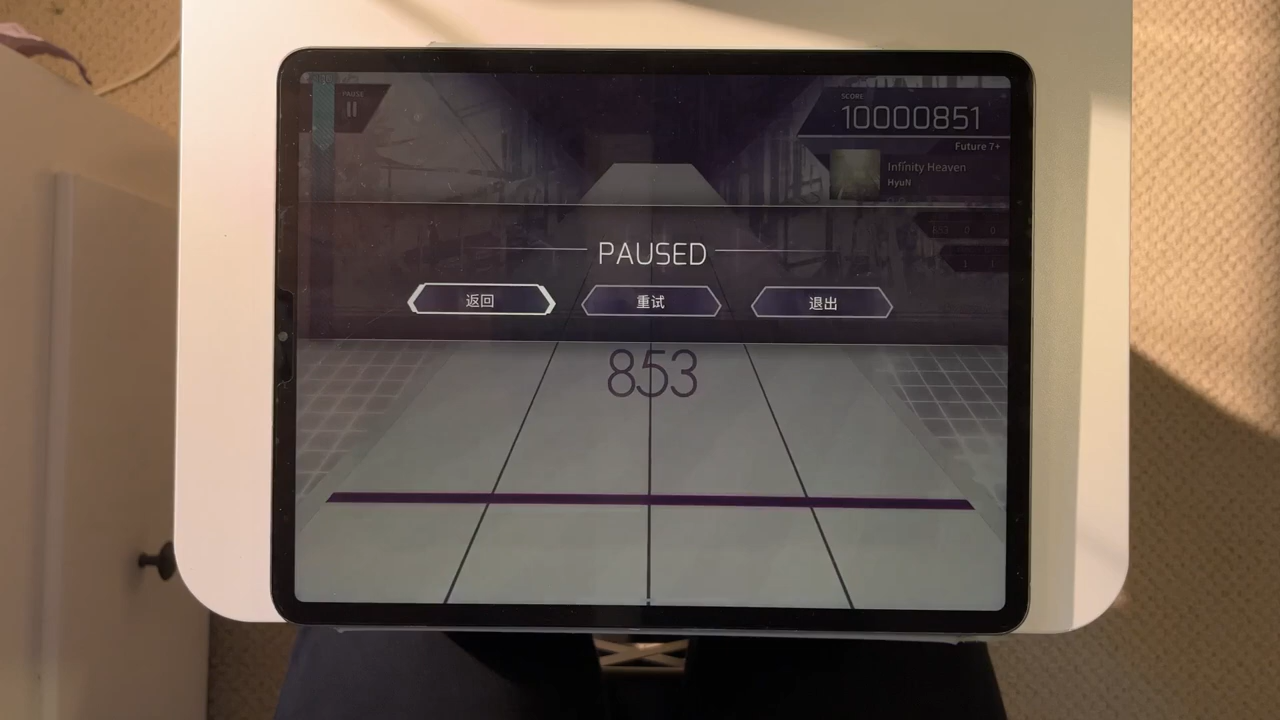 PAUSE
SCORE
10000851
Future 7+
Infinity Heaven
HyuN
PAUSED
返回
重试
退出
853